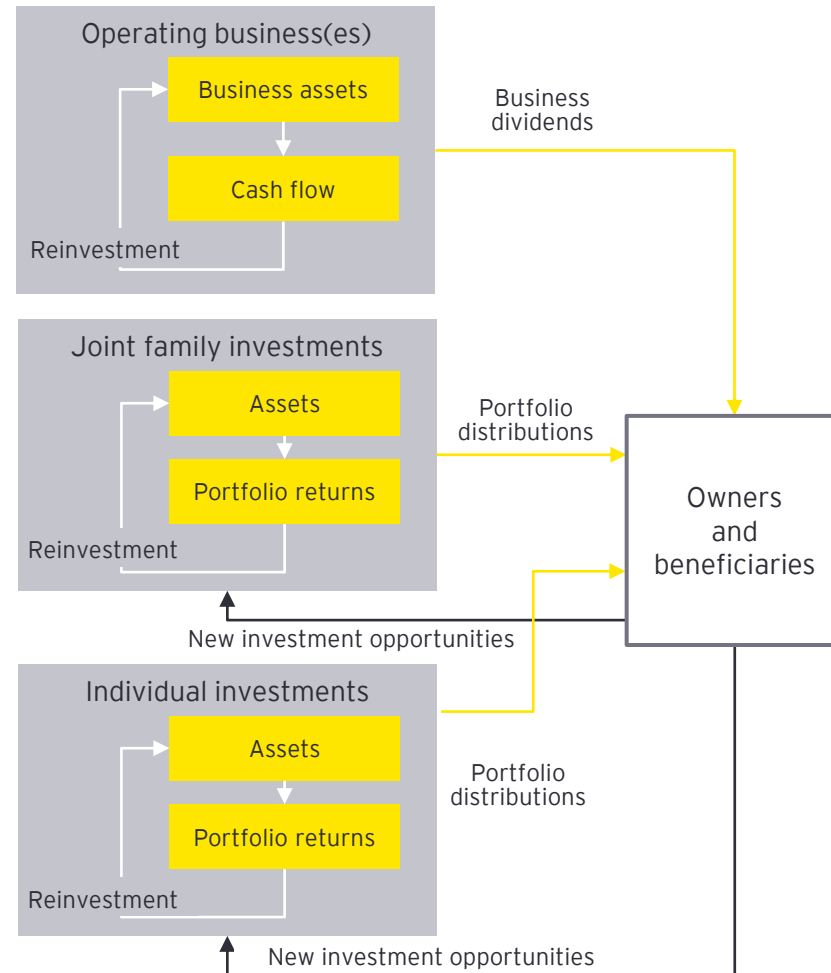 Operating business(es)
Business assets
Cash flow
Reinvestment
Business
dividends
Joint family investments
Assets
Portfolio returns
Reinvestment
Portfolio
distributions
Owners
and
beneficiaries
New investment opportunities
Individual investments
Assets
Portfolio returns
Reinvestment
Portfolio
distributions
New investment opportunities